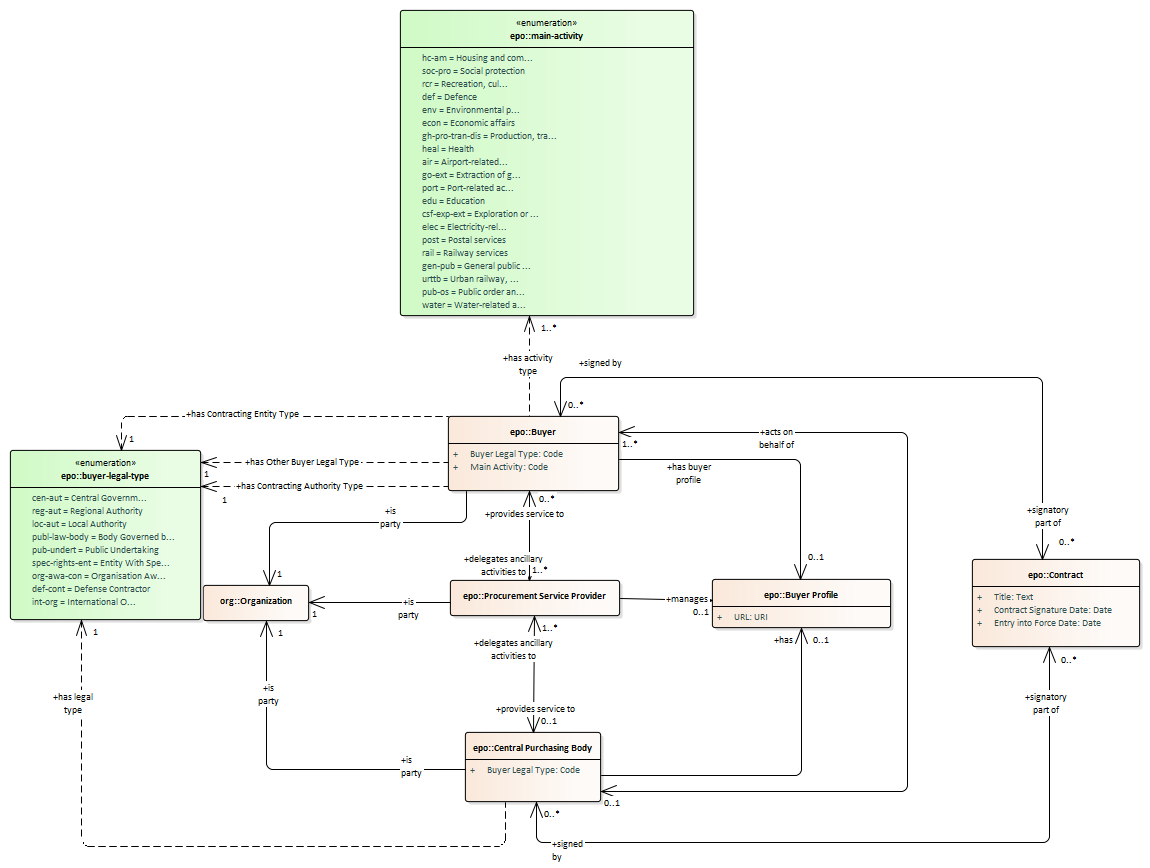 «enumeration»
epo::main-activity
hc-am = Housing and com...
soc-pro = Social protection
rcr = Recreation, cul...
def = Defence
env = Environmental p...
econ = Economic affairs
gh-pro-tran-dis = Production, tra...
heal = Health
air = Airport-related...
go-ext = Extraction of g...
port = Port-related ac...
edu = Education
csf-exp-ext = Exploration or ...
elec = Electricity-rel...
post = Postal services
rail = Railway services
gen-pub = General public ...
urttb = Urban railway, ...
pub-os = Public order an...
water = Water-related a...
1..*
+has activity
type
+signed by
0..*
+has Contracting Entity Type
1
epo::Buyer
+ Buyer Legal Type: Code
+ Main Activity: Code
+acts on
behalf of
1..*
+has Other Buyer Legal Type
1
+has Contracting Authority Type
1
+has buyer
profile
«enumeration»
epo::buyer-legal-type
cen-aut = Central Governm...
reg-aut = Regional Authority
loc-aut = Local Authority
publ-law-body = Body Governed b...
pub-undert = Public Undertaking
spec-rights-ent = Entity With Spe...
org-awa-con = Organisation Aw...
def-cont = Defense Contractor
int-org = International O...
+is
party
0..*
+provides service to
+signatory
part of
0..*
+delegates ancillary
activities to
1..*
0..1
1
org::Organization
1
+is
party
epo::Procurement Service Provider
+manages
0..1
epo::Buyer Profile
+ URL: URI
epo::Contract
+ Title: Text
+ Contract Signature Date: Date
+ Entry into Force Date: Date
1
1
1..*
+delegates ancillary
activities to
+has
0..1
0..*
+has legal
type
+is
party
+signatory
part of
+provides service to
0..1
epo::Central Purchasing Body
+ Buyer Legal Type: Code
+is
party
0..1
0..*
+signed
by